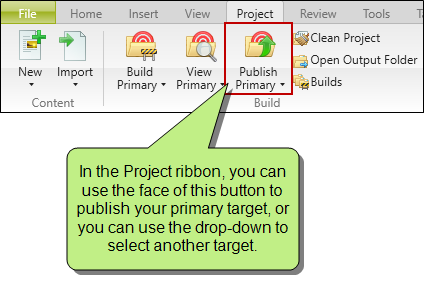 File Home Insert View Project Review Tools
New Import Build Primary View Primary Publish Primary
Clean Project
Open Output Folder
Builds
Content Build
In the Project ribbon, you can
use the face of this button to
publish your primary target, or
you can use the drop-down to
select another target.